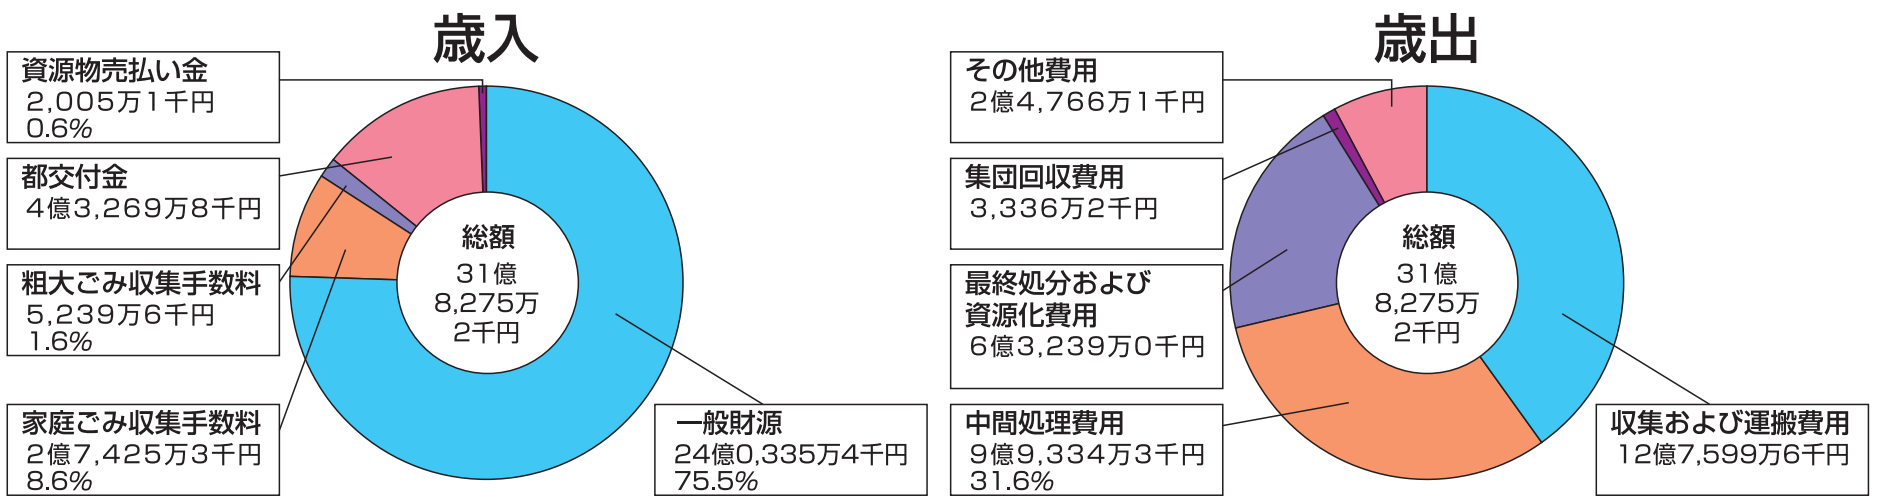 歳入
資源物売払い金
2,005万1千円
0.6%
都交付金
4億3,269万8千円
粗大ごみ収集手数料
5,239万6千円
1.6%
家庭ごみ収集手数料
2億7,425万3千円
8.6%
総額
31億
8,275万
2千円
一般財源
24億0,335万4千円
75.5%
歳出
その他費用
2億4,766万1千円
集団回収費用
3,336万2千円
最終処分および
資源化費用
6億3,239万0千円
中間処理費用
9億9,334万3千円
31.6%
総額
31億
8,275万
2千円
収集および運搬費用
12億7,599万6千円